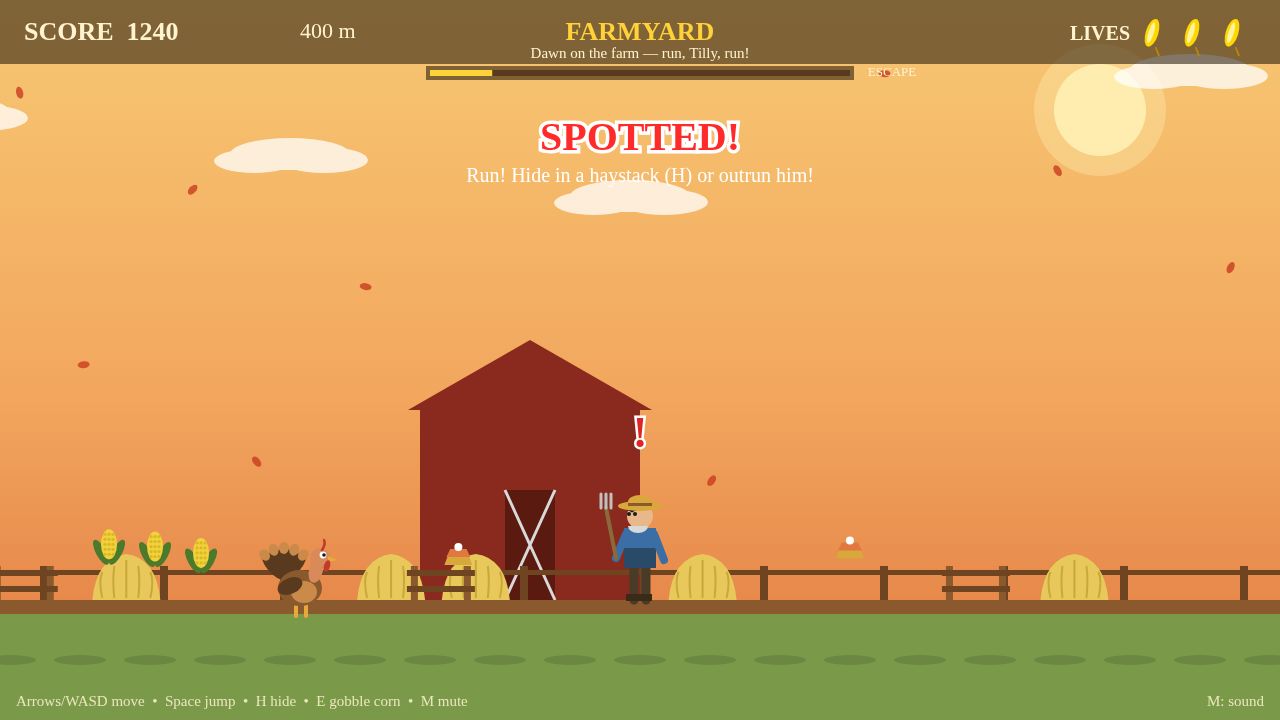 SCORE 1240
400 m
FARMYARD
LIVES
Dawn on the farm — run, Tilly, run!
ESCAPE
SPOTTED!
Run! Hide in a haystack (H) or outrun him!
!
Arrows/WASD move • Space jump • H hide • E gobble corn • M mute
M: sound